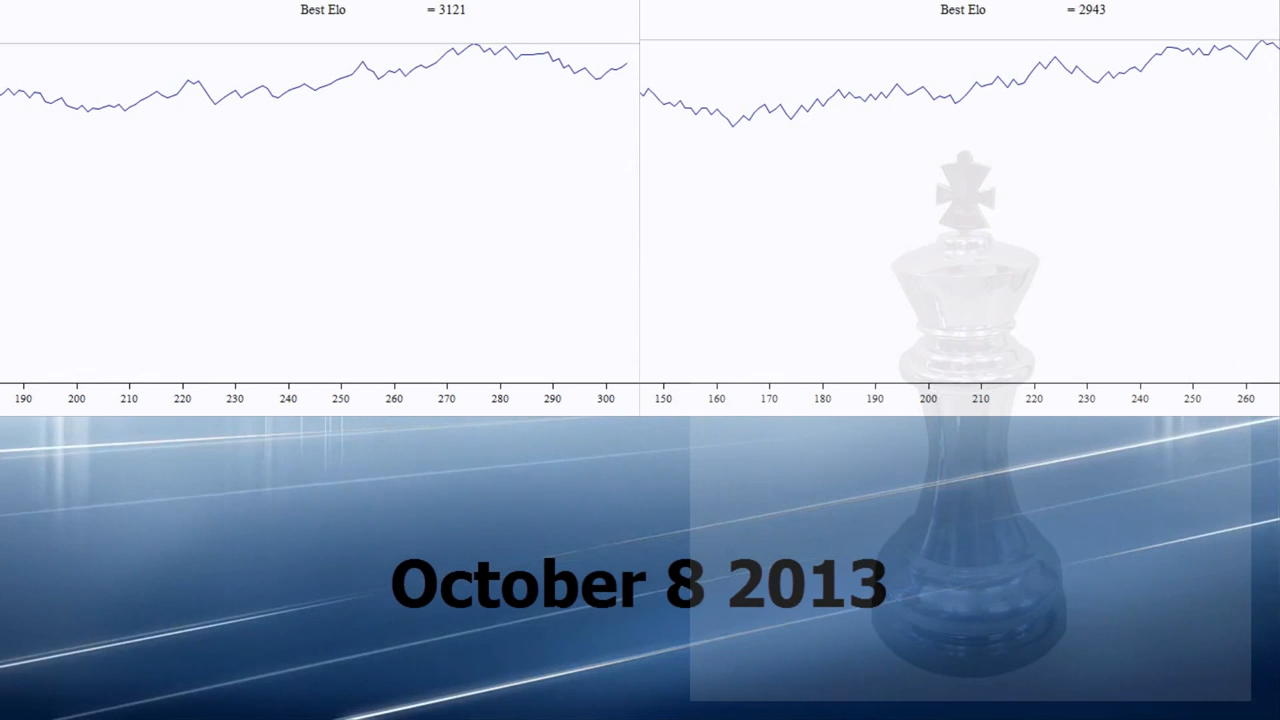 Best Elo = 3121
Best Elo = 2943
190 200 210 220 230 240 250 260 270 280 290 300
150 160 170 180 190 200 210 220 230 240 250 260
October 8 2013